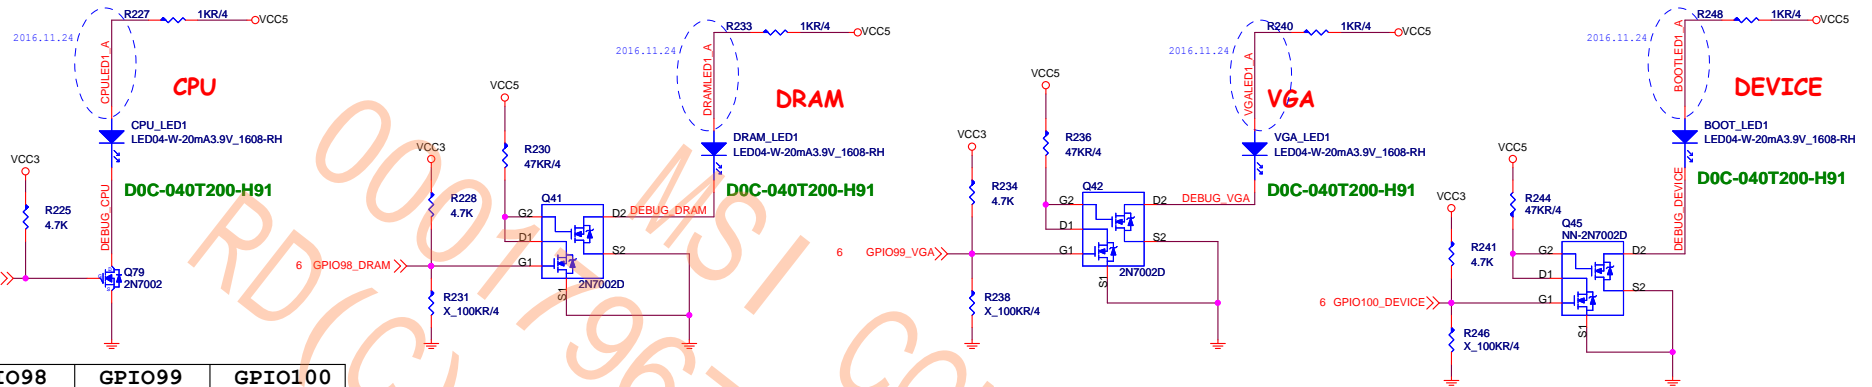 R227
1KR/4
VCC5
2016.11.24
CPULED1_A
CPU
CPU_LED1
LED04-W-20mA3.9V_1608-RH
D0C-040T200-H91
VCC3
R225
4.7K
DEBUG_CPU
Q79
2N7002
R233
1KR/4
VCC5
2016.11.24
DRAMLED1_A
DRAM
DRAM_LED1
LED04-W-20mA3.9V_1608-RH
D0C-040T200-H91
VCC5
R230
47KR/4
VCC3
R228
4.7K
Q41
G2
D1
G1
D2
S2
S1
DEBUG_DRAM
2N7002D
6 GPIO98_DRAM
R231
X_100KR/4
R240
1KR/4
VCC5
2016.11.24
VGALED1_A
VGA
VGA_LED1
LED04-W-20mA3.9V_1608-RH
D0C-040T200-H91
VCC5
R236
47KR/4
VCC3
R234
4.7K
Q42
G2
D1
G1
D2
S2
S1
DEBUG_VGA
2N7002D
6 GPIO99_VGA
R238
X_100KR/4
R248
1KR/4
VCC5
2016.11.24
BOOTLED1_A
DEVICE
BOOT_LED1
LED04-W-20mA3.9V_1608-RH
D0C-040T200-H91
VCC5
R244
47KR/4
VCC3
R241
4.7K
Q45
NN-2N7002D
G2
D1
G1
D2
S2
S1
DEBUG_DEVICE
6 GPIO100_DEVICE
R246
X_100KR/4
GPIO99
GPIO100
MSI
RD(C)